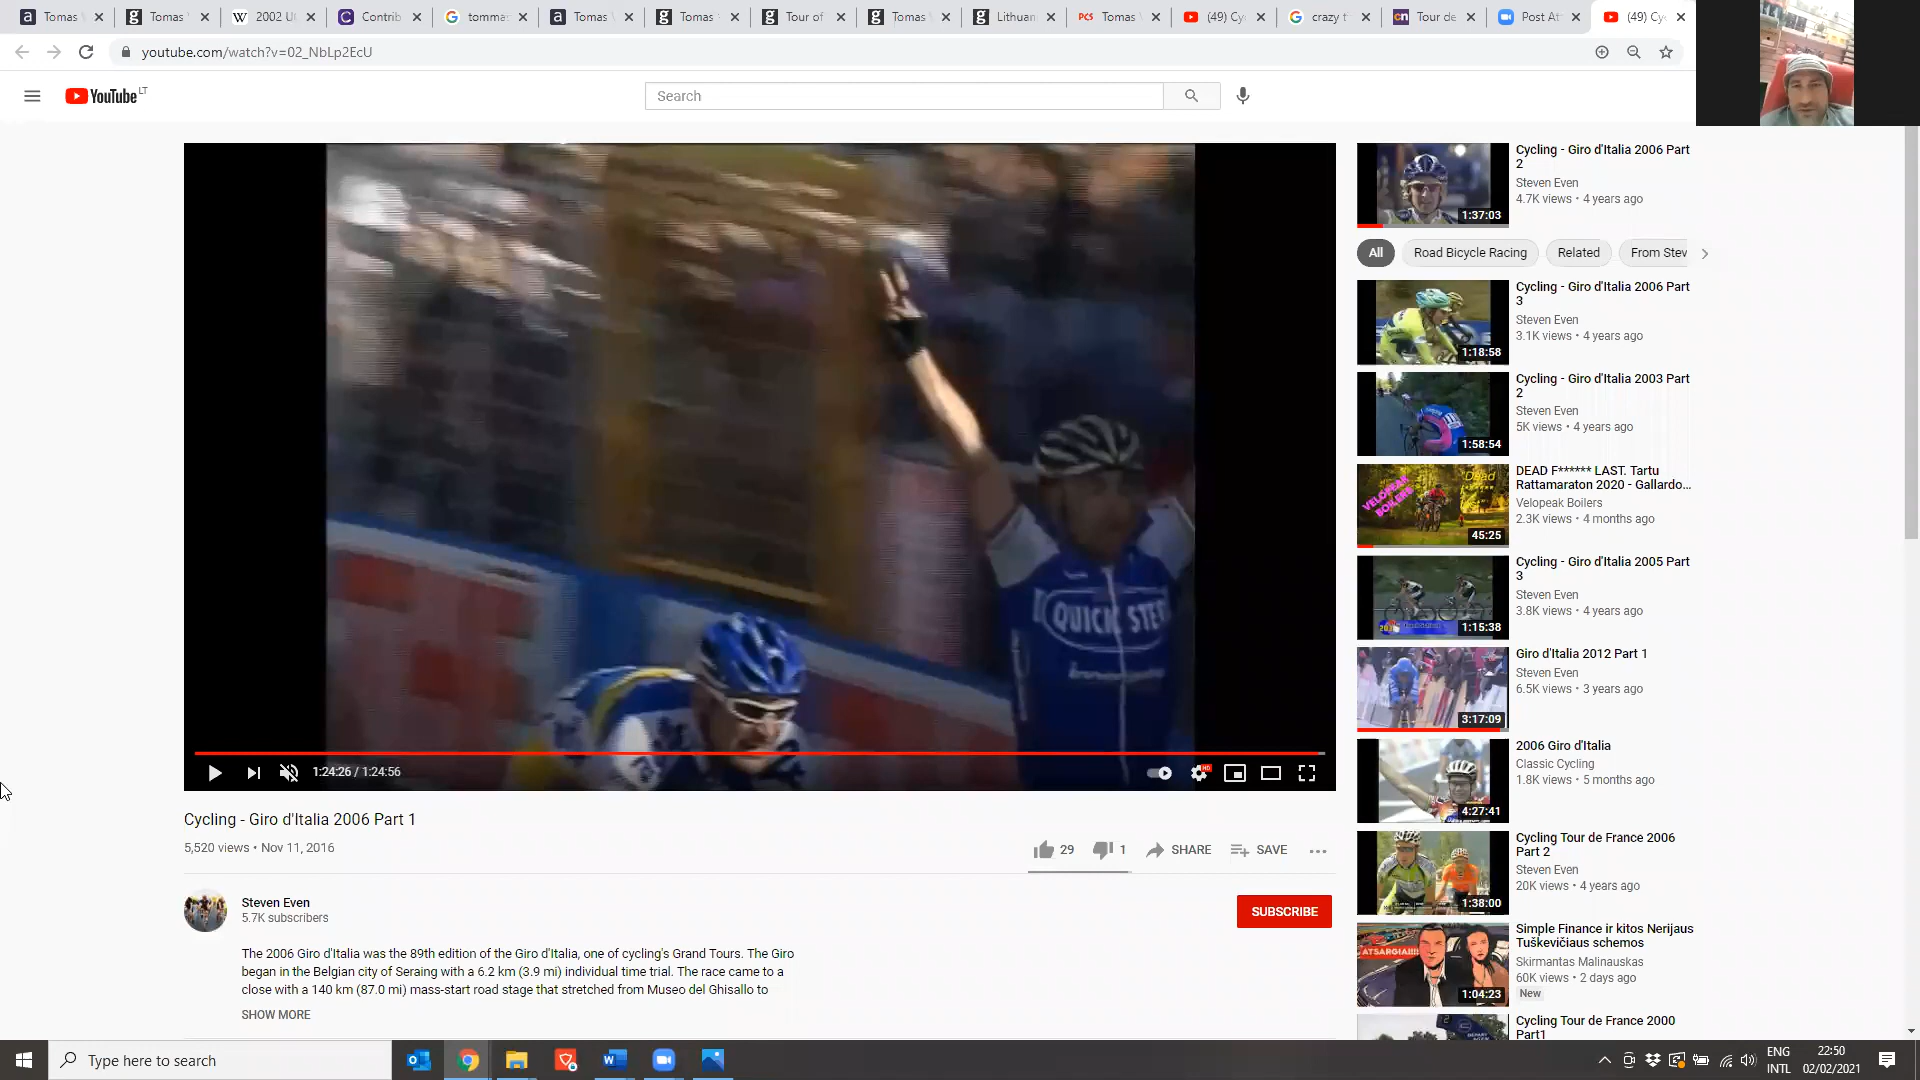 Tomas
Tomas
2002 U
Contrib
tommas
Tomas
Tomas
Tour of
Tomas
Lithuan
PCS Tomas
(49) Cy
crazy t
cn Tour de
Post At
(49) Cy
youtube.com/watch?v=02_NbLp2EcU
YouTube LT
Search
QUICK STEP
1:24:26 / 1:24:56
HD
Cycling - Giro d'Italia 2006 Part 1
5,520 views • Nov 11, 2016
29
1
SHARE
SAVE
Steven Even
5.7K subscribers
SUBSCRIBE
The 2006 Giro d'Italia was the 89th edition of the Giro d'Italia, one of cycling's Grand Tours. The Giro
began in the Belgian city of Seraing with a 6.2 km (3.9 mi) individual time trial. The race came to a
close with a 140 km (87.0 mi) mass-start road stage that stretched from Museo del Ghisallo to
SHOW MORE
Cycling - Giro d'Italia 2006 Part
2
Steven Even
4.7K views • 4 years ago
1:37:03
All
Road Bicycle Racing
Related
From Stev
Cycling - Giro d'Italia 2006 Part
3
Steven Even
3.1K views • 4 years ago
1:18:58
Cycling - Giro d'Italia 2003 Part
2
Steven Even
5K views • 4 years ago
1:58:54
DEAD F****** LAST. Tartu
Rattamaraton 2020 - Gallardo...
Velopeak Boilers
2.3K views • 4 months ago
VELOPEAK
BOILERS
Dead
45:25
Cycling - Giro d'Italia 2005 Part
3
Steven Even
3.8K views • 4 years ago
1:15:38
Giro d'Italia 2012 Part 1
Steven Even
6.5K views • 3 years ago
3:17:09
2006 Giro d'Italia
Classic Cycling
1.8K views • 5 months ago
4:27:41
Cycling Tour de France 2006
Part 2
Steven Even
20K views • 4 years ago
1:38:00
Simple Finance ir kitos Nerijaus
Tuškevičiaus schemos
Skirmantas Malinauskas
60K views • 2 days ago
New
ATSARGIAI!!!
1:04:23
Cycling Tour de France 2000
Part1
Type here to search
ENG
INTL
22:50
02/02/2021